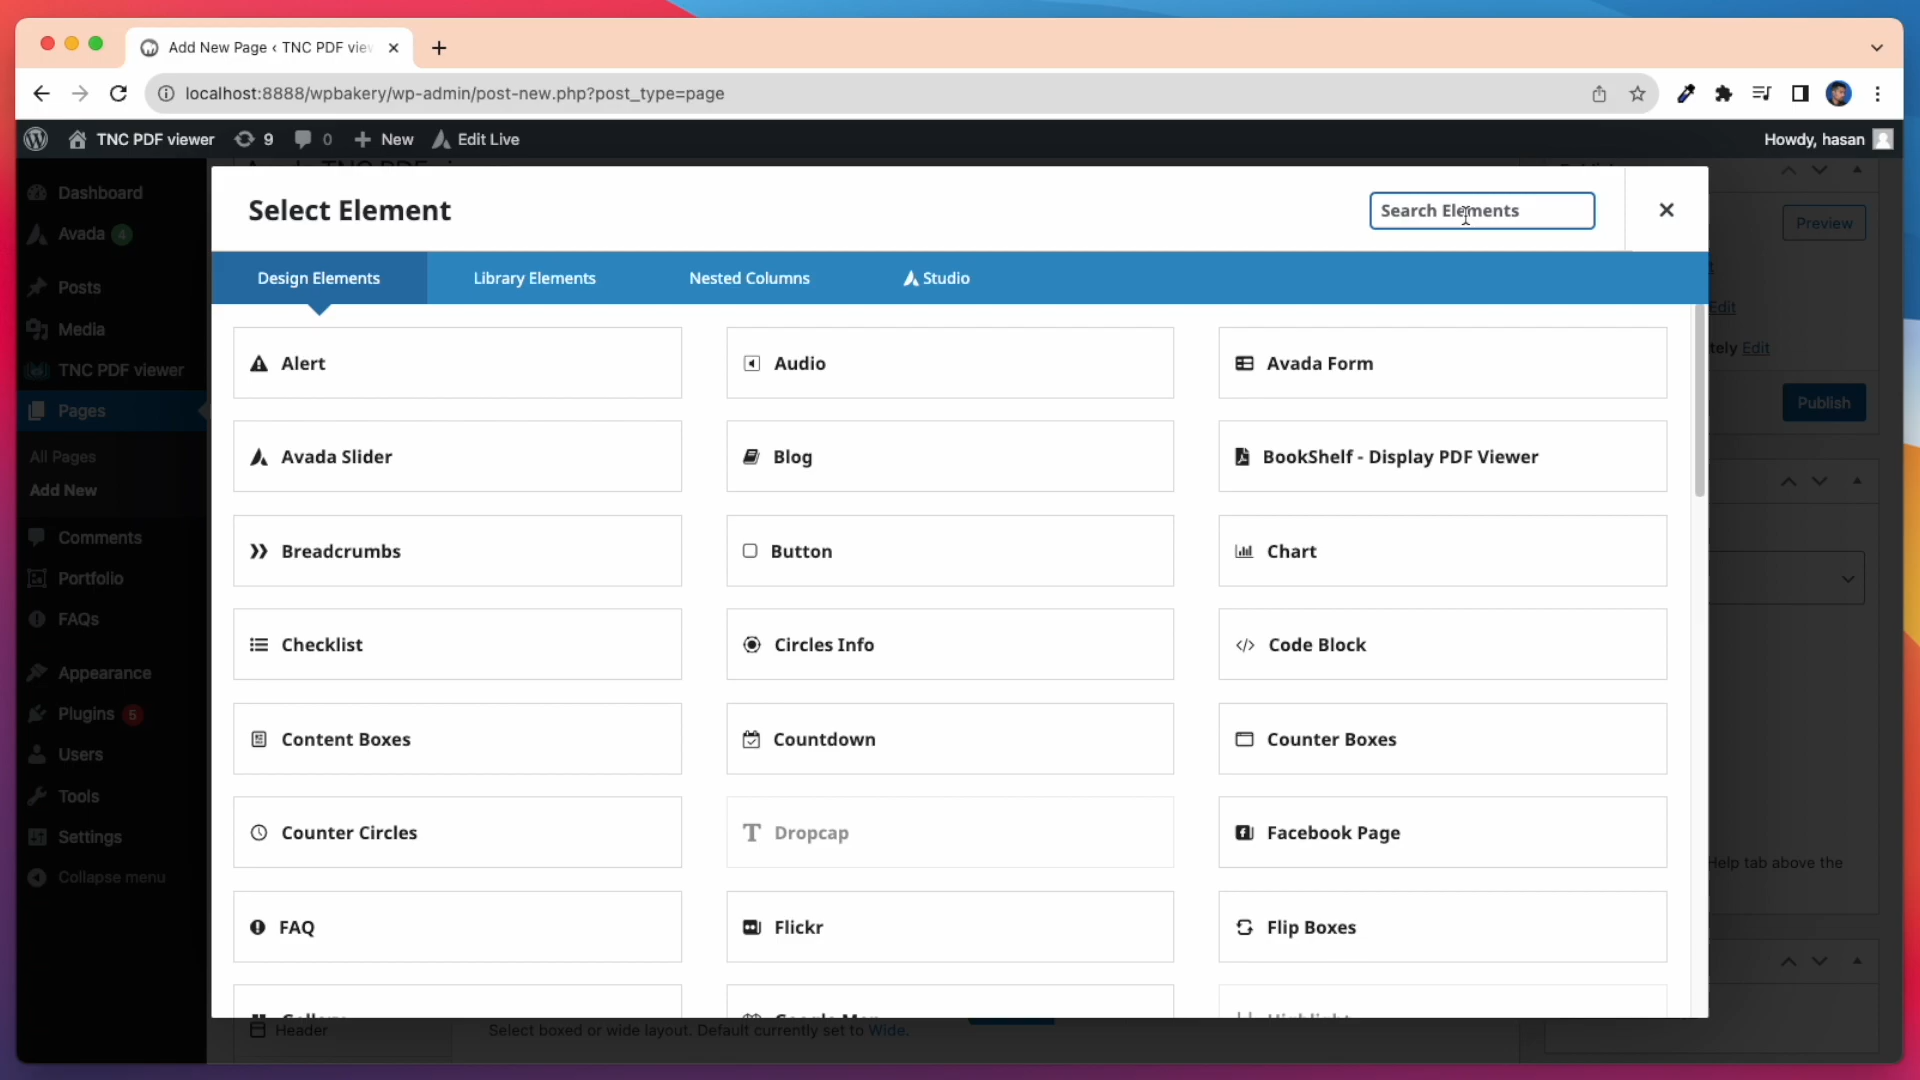 Add New Page ‹ TNC PDF view
localhost:8888/wpbakery/wp-admin/post-new.php?post_type=page
TNC PDF viewer 9 0 New Edit Live Howdy, hasan
Select Element
Search Elements
Design Elements Library Elements Nested Columns Studio
Dashboard
Avada 4
Posts
Media
TNC PDF viewer
Pages
All Pages
Add New
Comments
Portfolio
FAQs
Appearance
Plugins 5
Users
Tools
Settings
Collapse menu
Alert Audio Avada Form
Avada Slider Blog BookShelf - Display PDF Viewer
Breadcrumbs Button Chart
Checklist Circles Info Code Block
Content Boxes Countdown Counter Boxes
Counter Circles Dropcap Facebook Page
FAQ Flickr Flip Boxes
Header
Select boxed or wide layout. Default currently set to Wide.
Preview
Edit
tely Edit
Publish
Help tab above the